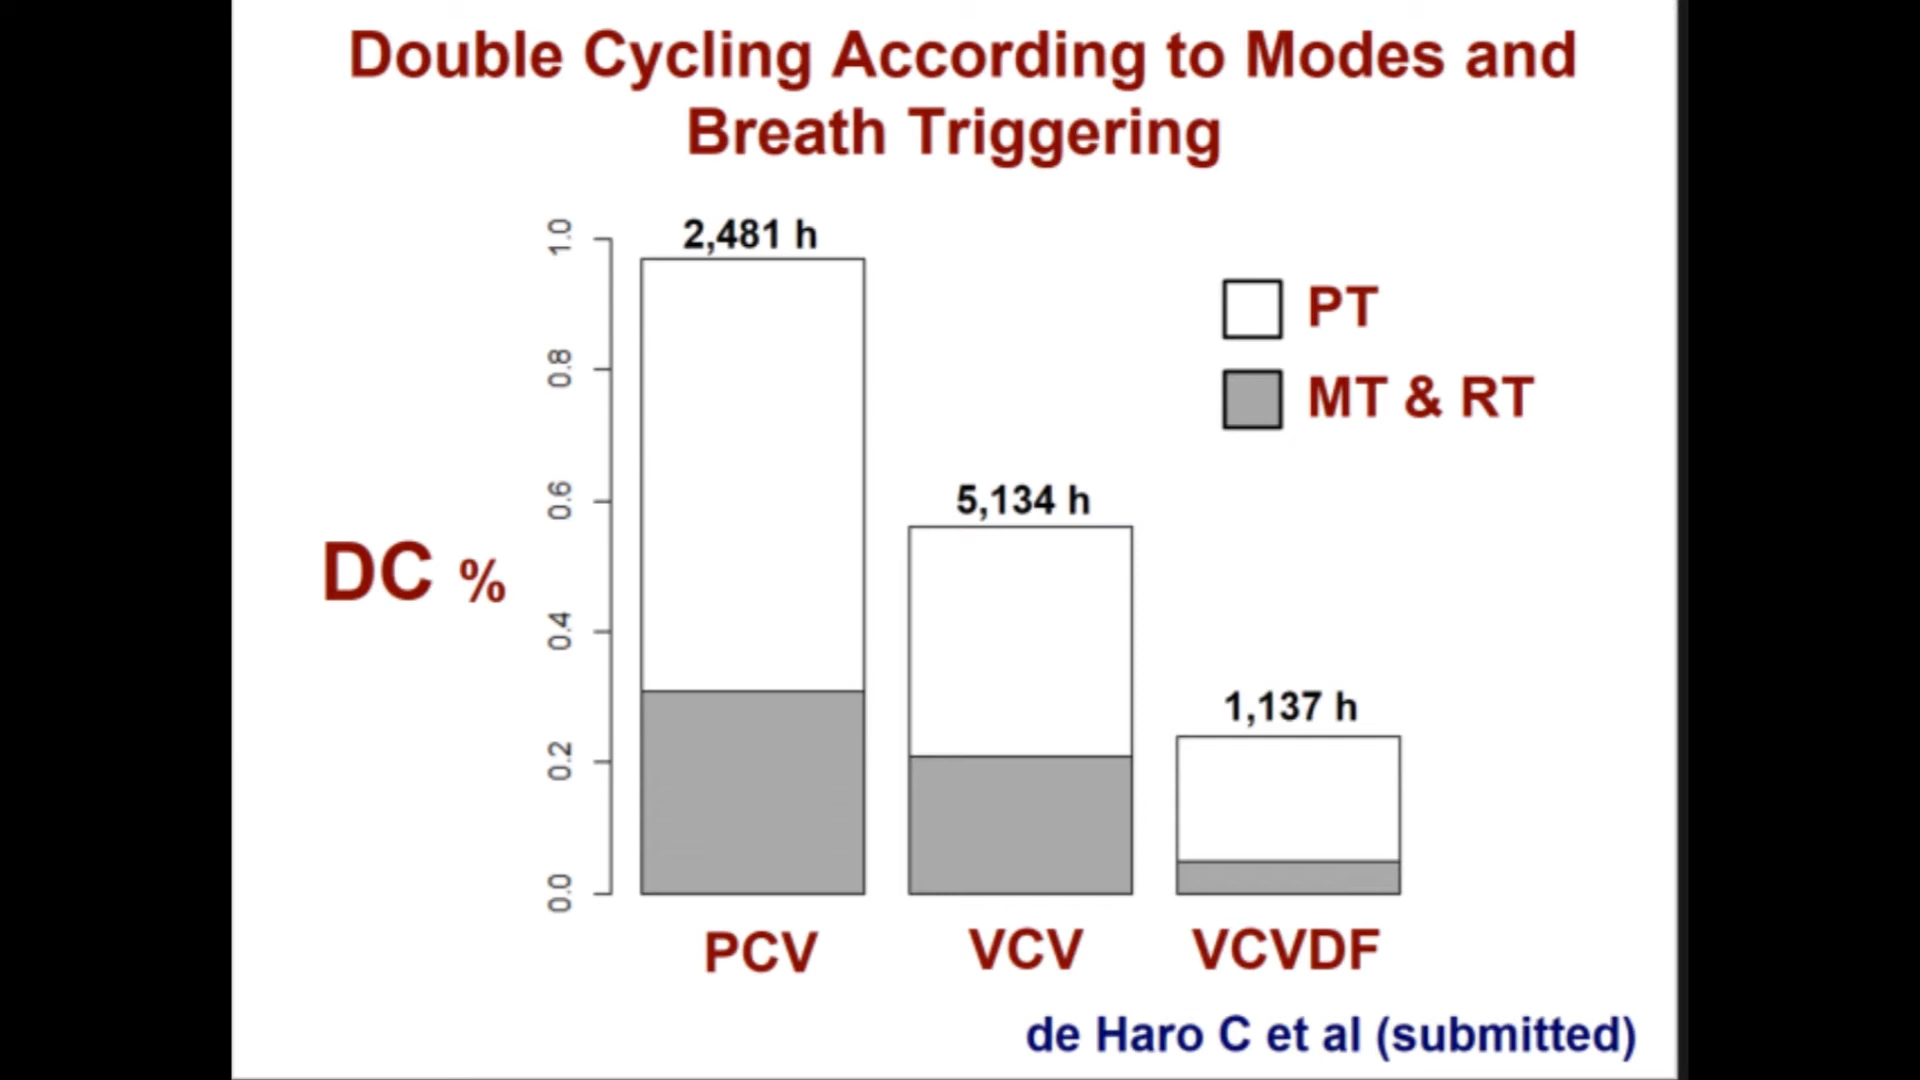 Double Cycling According to Modes and
Breath Triggering
2,481 h
PT
MT & RT
5,134 h
1,137 h
DC %
1.0
0.8
0.6
0.4
0.2
0.0
PCV
VCV
VCVDF
de Haro C et al (submitted)